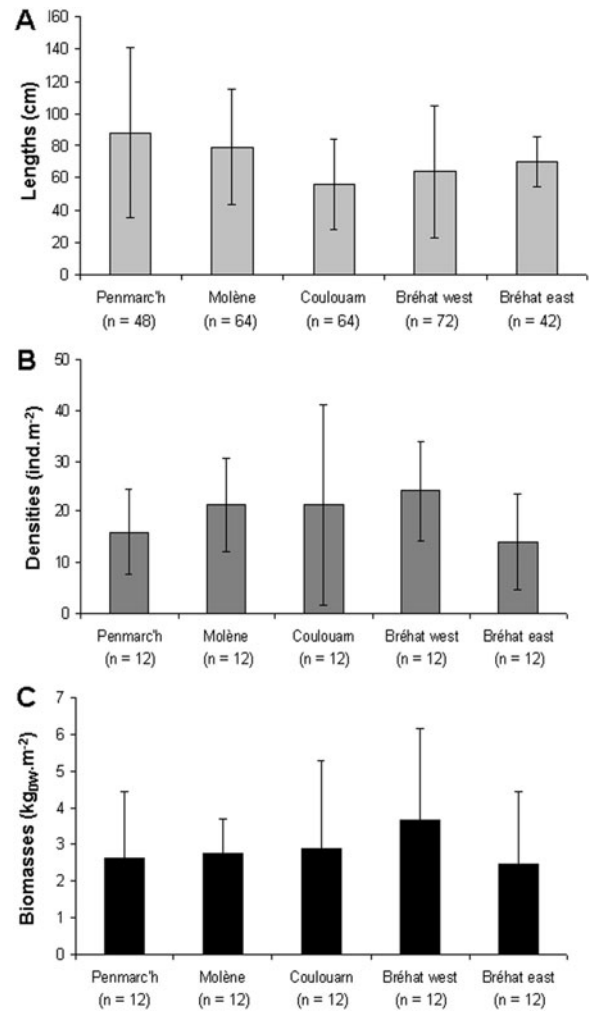 A
Lengths (cm)
160
140
120
100
80
60
40
20
0
Penmarc'h Molène Coulouarn Bréhat west Bréhat east
(n = 48) (n = 64) (n = 64) (n = 72) (n = 42)
B
Densities (ind.m-2)
50
40
30
20
10
0
Penmarc'h Molène Coulouarn Bréhat west Bréhat east
(n = 12) (n = 12) (n = 12) (n = 12) (n = 12)
C
Biomasses (kgDW.m-2)
7
6
5
4
3
2
1
0
Penmarc'h Molène Coulouarn Bréhat west Bréhat east
(n = 12) (n = 12) (n = 12) (n = 12) (n = 12)